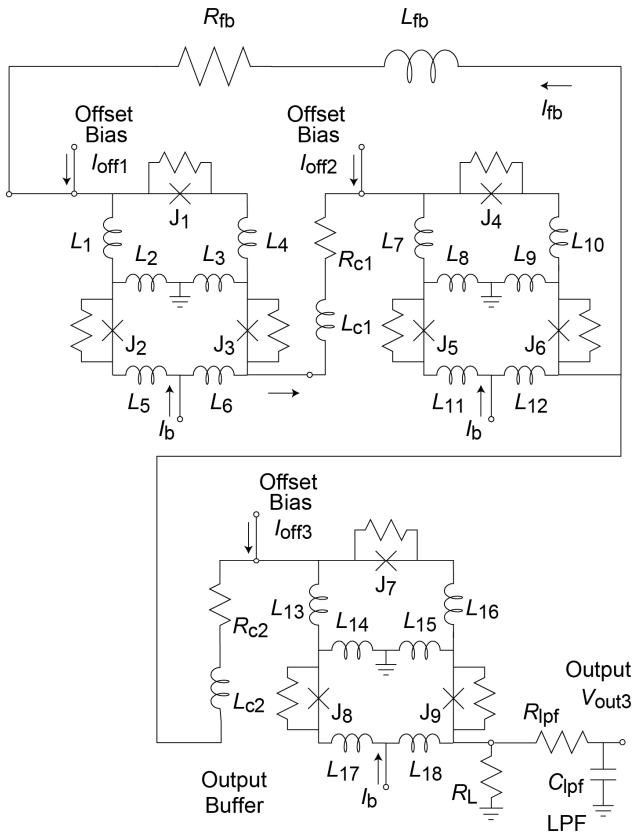 Rfb
Lfb
Ifb
Offset
Bias
Ioff1
Offset
Bias
Ioff2
J1
J4
L1
L2
L3
L4
Rc1
L7
L8
L9
L10
Lc1
J2
J3
J5
J6
L5
L6
L11
L12
Ib
Ib
Offset
Bias
Ioff3
J7
L13
L14
L15
L16
Rc2
Lc2
J8
J9
Output
Vout3
Rlpf
L17
L18
Output
Buffer
Ib
RL
Clpf
LPF